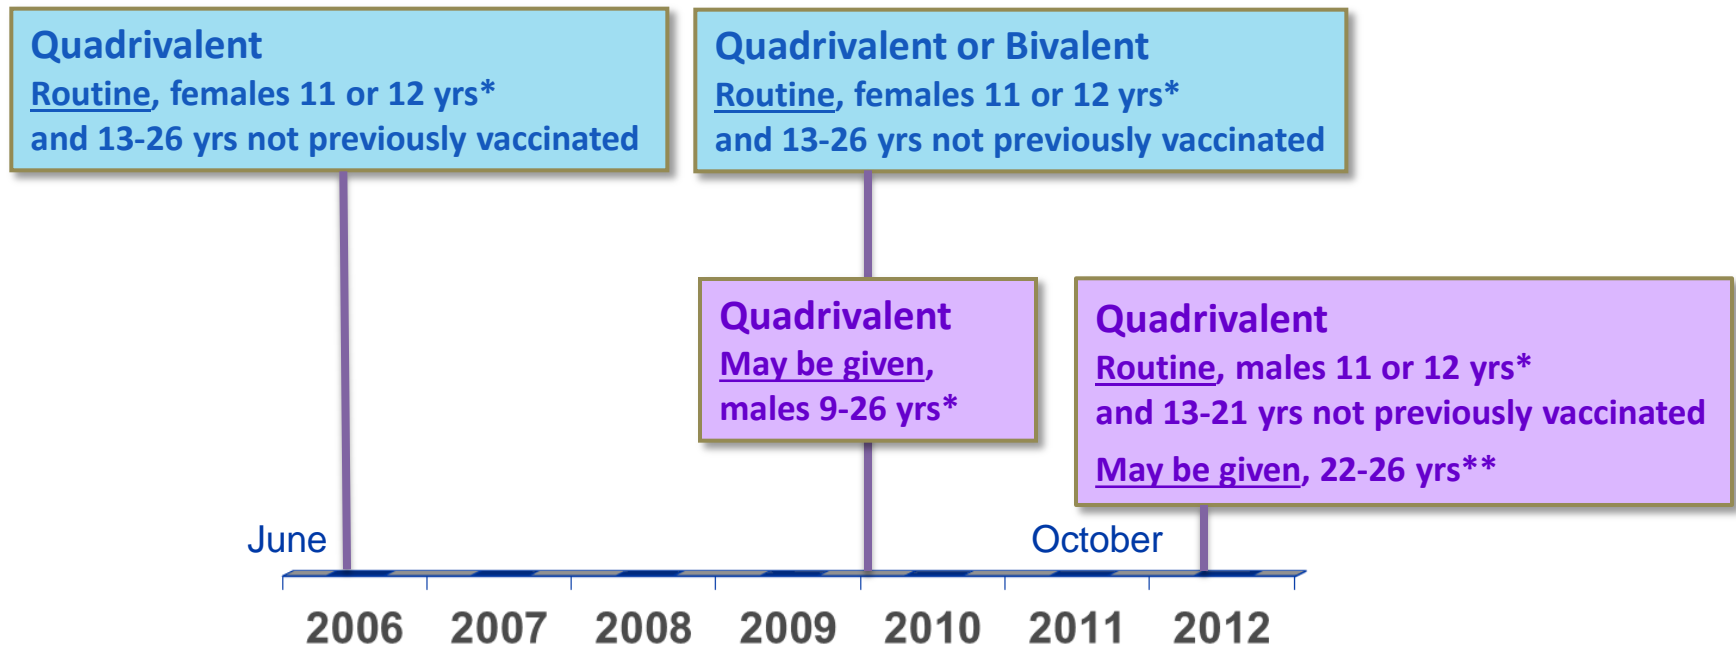 Quadrivalent
Routine, females 11 or 12 yrs*
and 13-26 yrs not previously vaccinated
Quadrivalent or Bivalent
Routine, females 11 or 12 yrs*
and 13-26 yrs not previously vaccinated
Quadrivalent
May be given,
males 9-26 yrs*
Quadrivalent
Routine, males 11 or 12 yrs*
and 13-21 yrs not previously vaccinated
May be given, 22-26 yrs**
June
October
2006 2007 2008 2009 2010 2011 2012